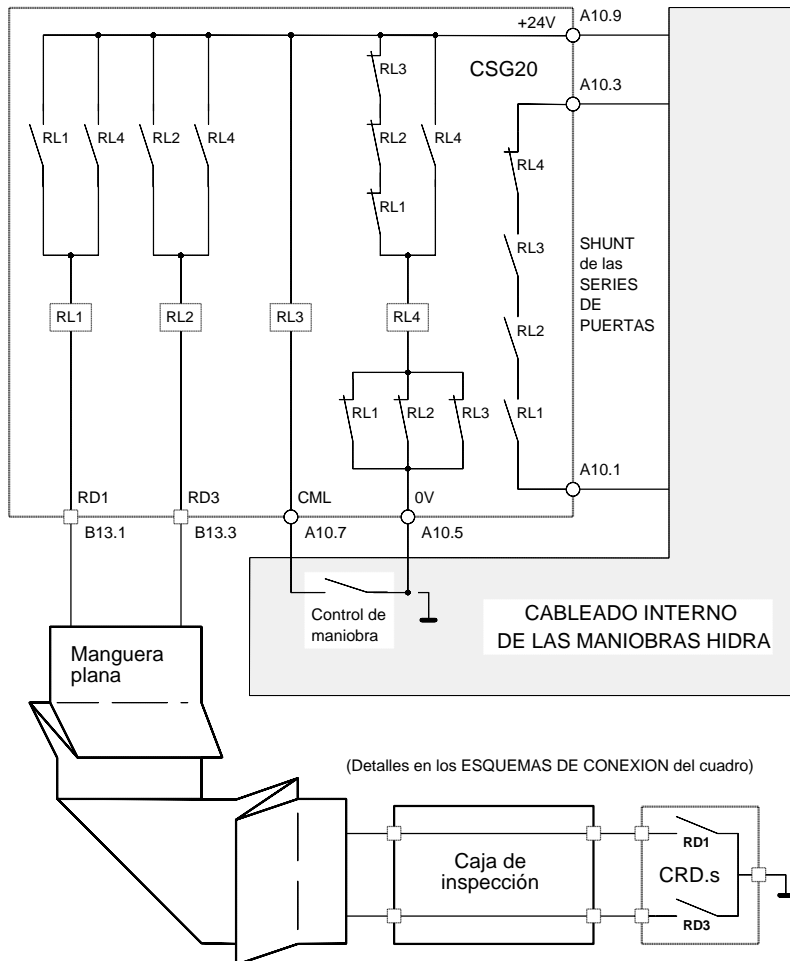 +24V
A10.9
CSG20
RL3
A10.3
RL1
RL4
RL2
RL4
RL2
RL4
RL4
RL1
RL3
SHUNT
de las
SERIES
DE
PUERTAS
RL1
RL2
RL3
RL4
RL2
RL1
RL2
RL3
RL1
A10.1
RD1
RD3
CML
0V
B13.1
B13.3
A10.7
A10.5
Control de
maniobra
CABLEADO INTERNO
DE LAS MANIOBRAS HIDRA
Manguera
plana
(Detalles en los ESQUEMAS DE CONEXION del cuadro)
Caja de
inspección
RD1
CRD.s
RD3